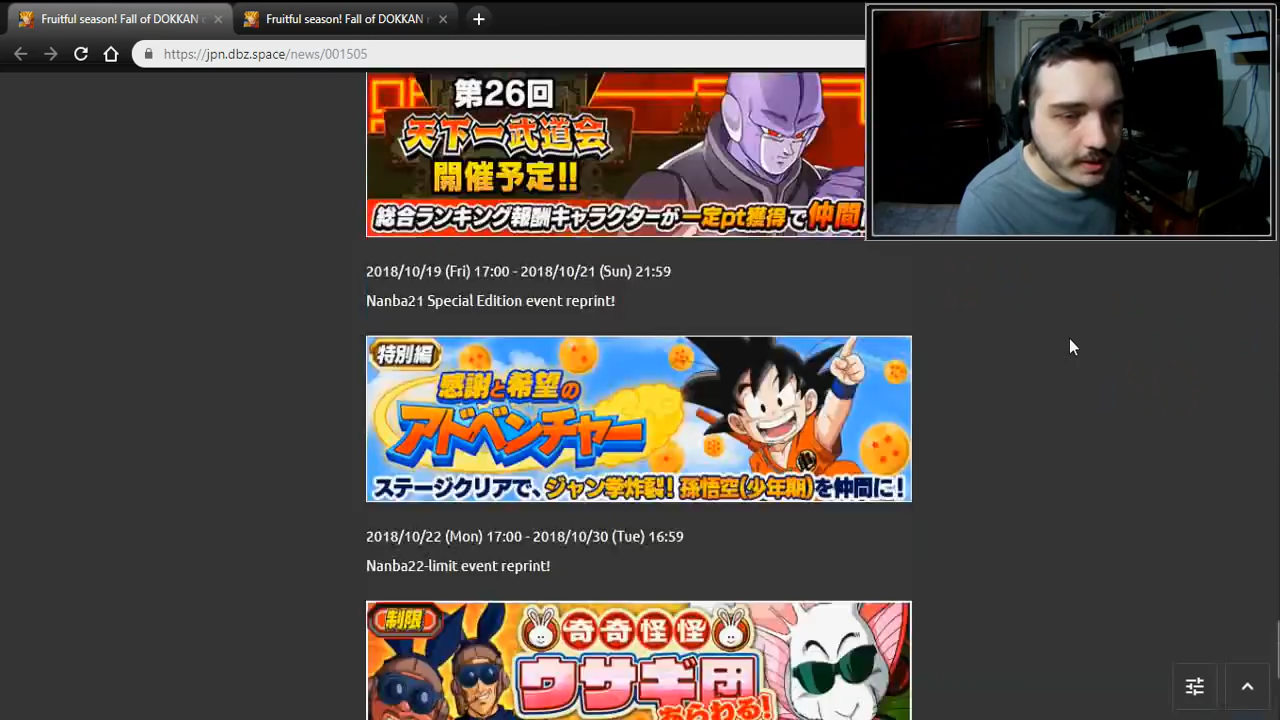 Fruitful season! Fall of DOKKAN
Fruitful season! Fall of DOKKAN
https://jpn.dbz.space/news/001505
第26回
天下一武道会
開催予定!!
総合ランキング報酬キャラクターが一定pt獲得で仲間
2018/10/19 (Fri) 17:00 - 2018/10/21 (Sun) 21:59
Nanba21 Special Edition event reprint!
特別編
感謝と希望の
アドベンチャー
ステージクリアで、ジャン拳炸裂!孫悟空(少年期)を仲間に!
2018/10/22 (Mon) 17:00 - 2018/10/30 (Tue) 16:59
Nanba22-limit event reprint!
制限
奇奇怪怪
ウサギ団
あらわる!